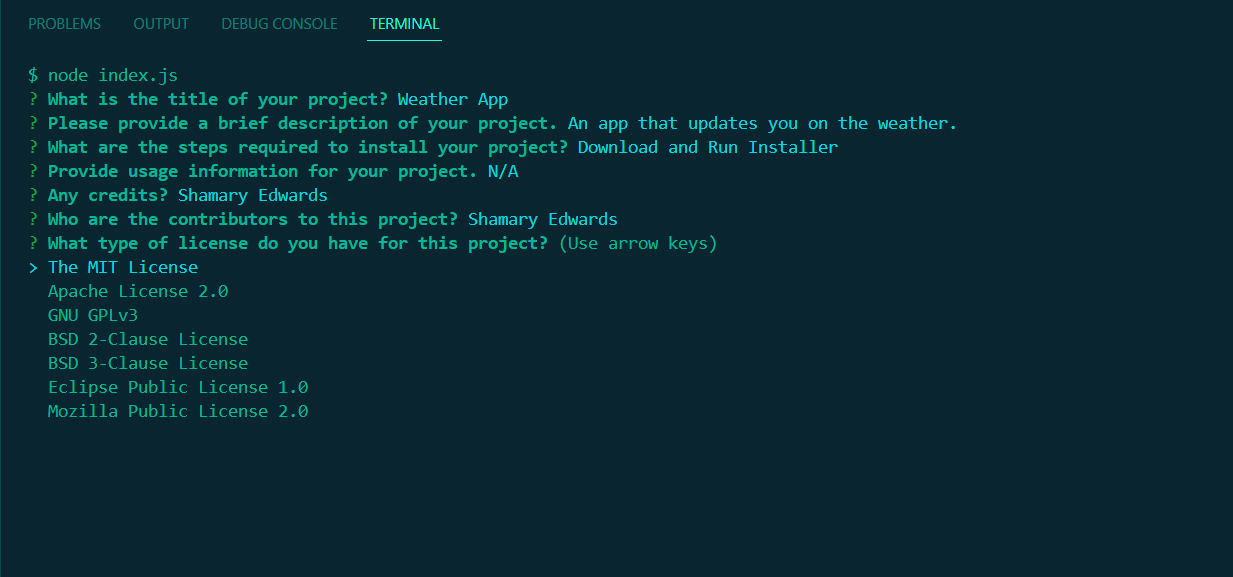 PROBLEMS OUTPUT DEBUG CONSOLE TERMINAL
$ node index.js
? What is the title of your project? Weather App
? Please provide a brief description of your project. An app that updates you on the weather.
? What are the steps required to install your project? Download and Run Installer
? Provide usage information for your project. N/A
? Any credits? Shamary Edwards
? Who are the contributors to this project? Shamary Edwards
? What type of license do you have for this project? (Use arrow keys)
> The MIT License
Apache License 2.0
GNU GPLv3
BSD 2-Clause License
BSD 3-Clause License
Eclipse Public License 1.0
Mozilla Public License 2.0